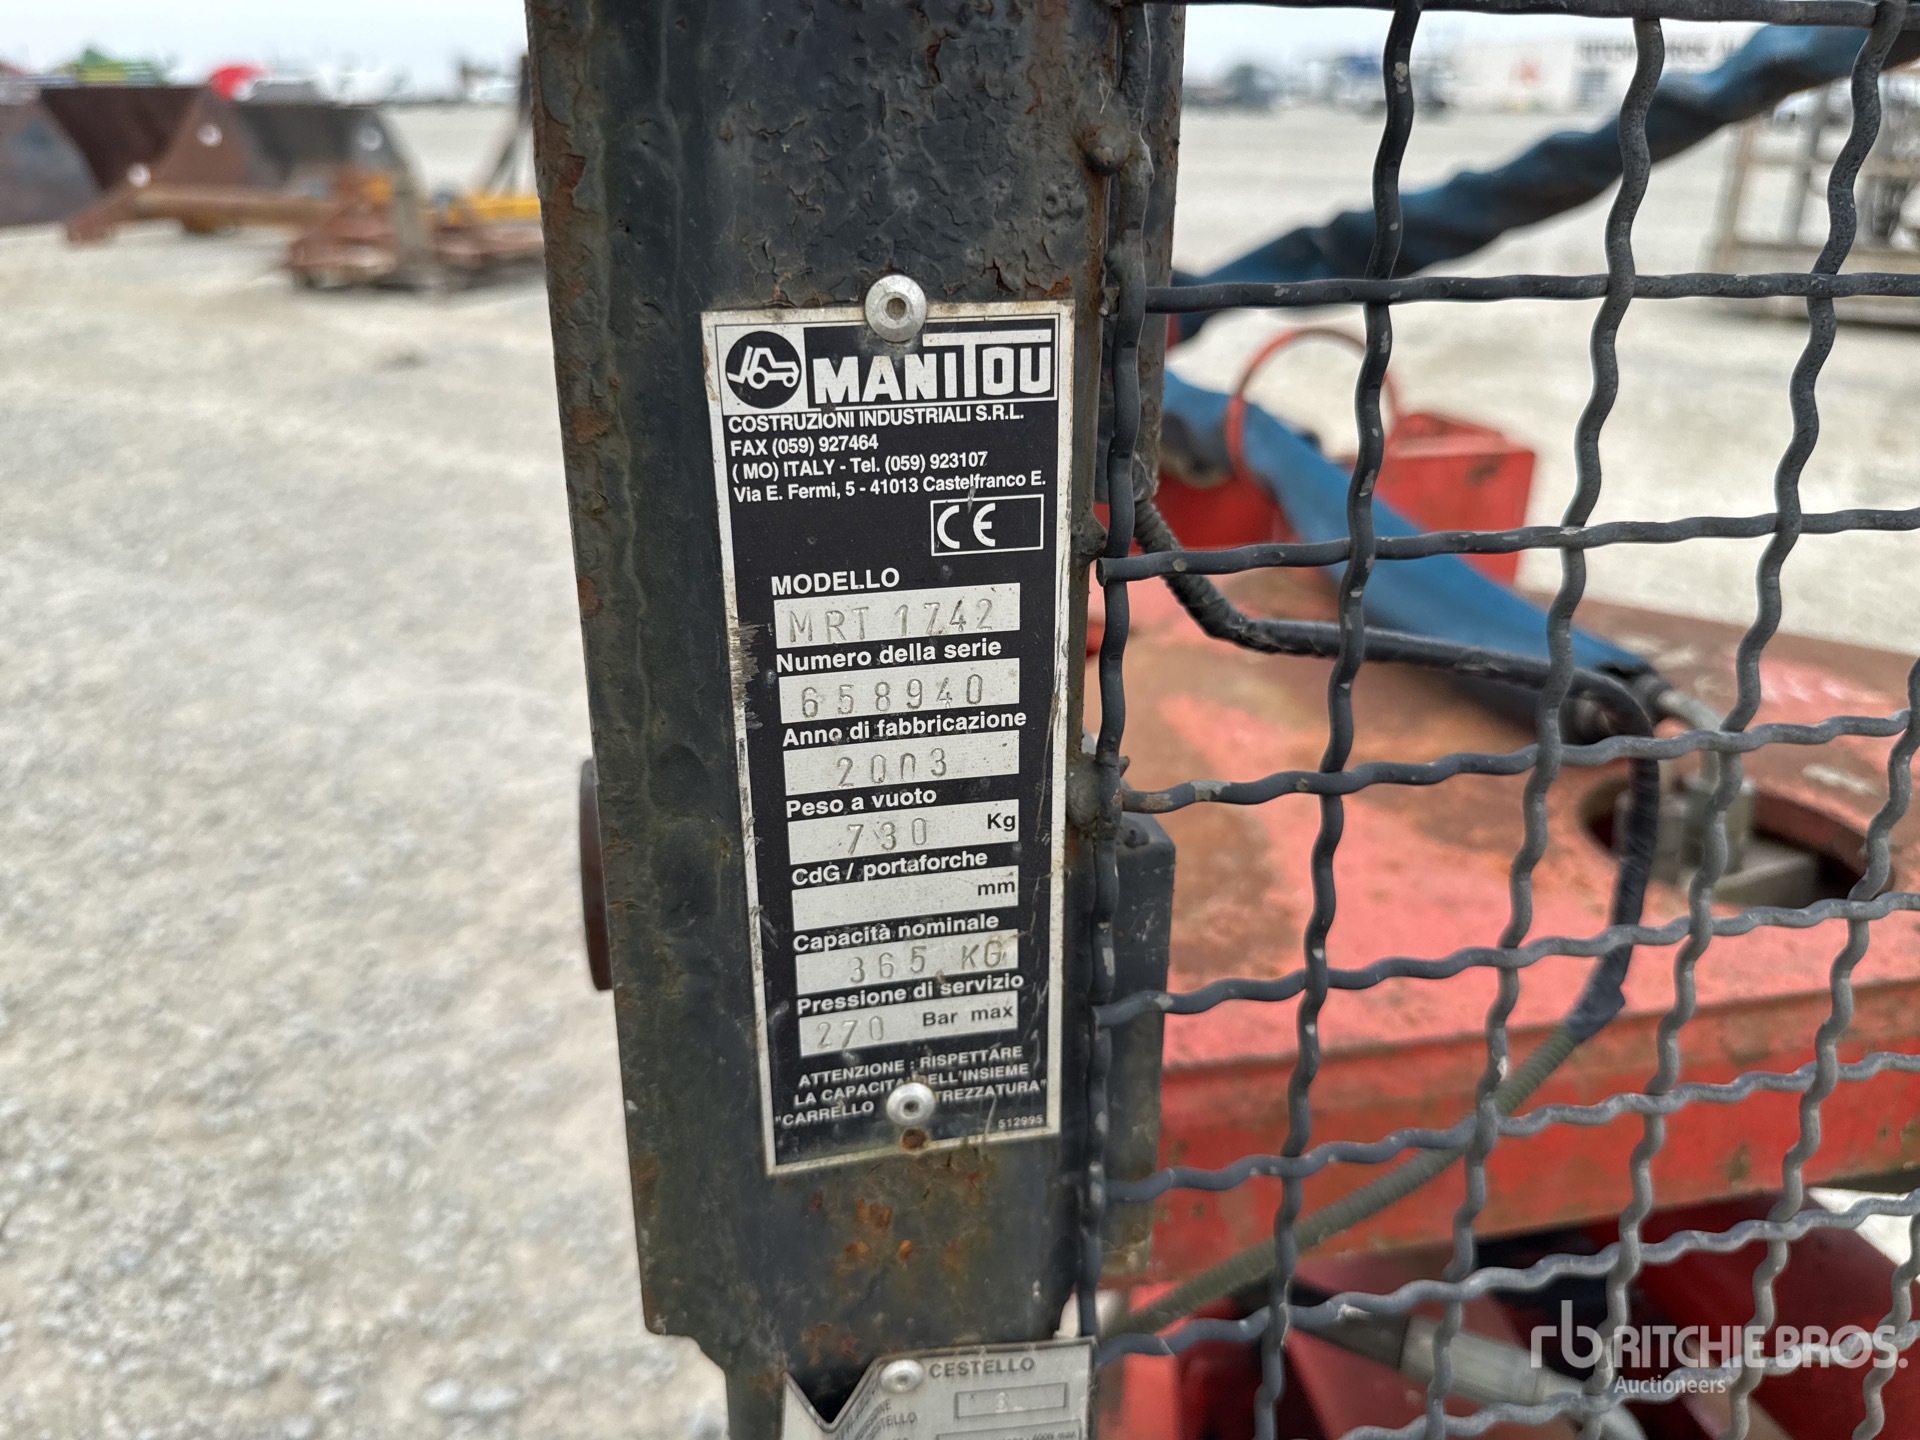 MANITOU
COSTRUZIONI INDUSTRIALI S.R.L.
FAX (059) 927464
( MO) ITALY - Tel. (059) 923107
Via E. Fermi, 5 - 41013 Castelfranco E.
CE
MODELLO
MRT 1742
Numero della serie
658940
Anno di fabbricazione
2003
Peso a vuoto
730 Kg
CdG / portaforche
mm
Capacità nominale
365 KG
Pressione di servizio
270 Bar max
ATTENZIONE : RISPETTARE
LA CAPACITA DELL'INSIEME
"CARRELLO TREZZATURA"
512995
CESTELLO
rb RITCHIE BROS.
Auctioneers